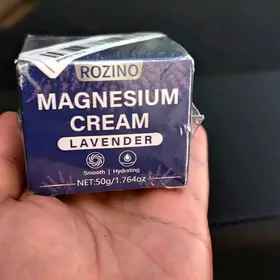 ROZINO
MAGNESIUM
CREAM
LAVENDER
Smooth | Hydrating
NET:50g/1.764oz